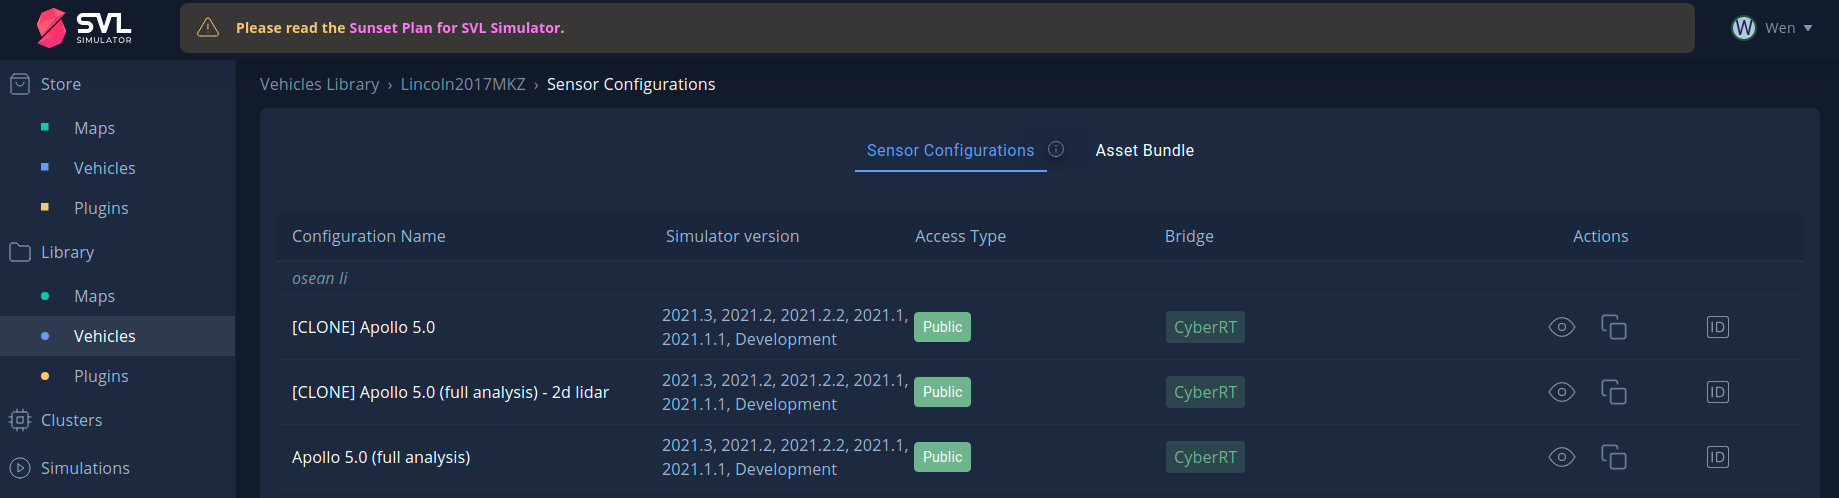 SVL
SIMULATOR
Please read the Sunset Plan for SVL Simulator.
W Wen
Store
Maps
Vehicles
Plugins
Library
Maps
Vehicles
Plugins
Clusters
Simulations
Vehicles Library › Lincoln2017MKZ › Sensor Configurations
Sensor Configurations Asset Bundle
Configuration Name Simulator version Access Type Bridge Actions
osean li
[CLONE] Apollo 5.0 2021.3, 2021.2, 2021.2.2, 2021.1, Public CyberRT ID
2021.1.1, Development
[CLONE] Apollo 5.0 (full analysis) - 2d lidar 2021.3, 2021.2, 2021.2.2, 2021.1, Public CyberRT ID
2021.1.1, Development
Apollo 5.0 (full analysis) 2021.3, 2021.2, 2021.2.2, 2021.1, Public CyberRT ID
2021.1.1, Development